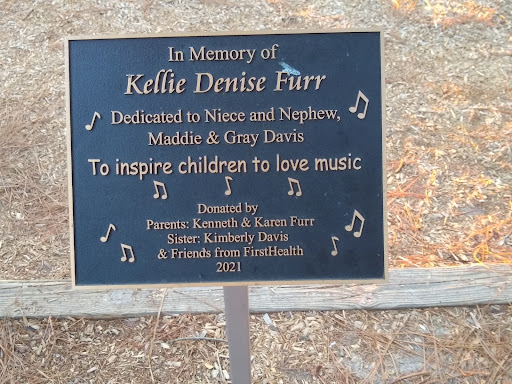 In Memory of
Kellie Denise Furr
Dedicated to Niece and Nephew,
Maddie & Gray Davis
To inspire children to love music
Donated by
Parents: Kenneth & Karen Furr
Sister: Kimberly Davis
& Friends from FirstHealth
2021